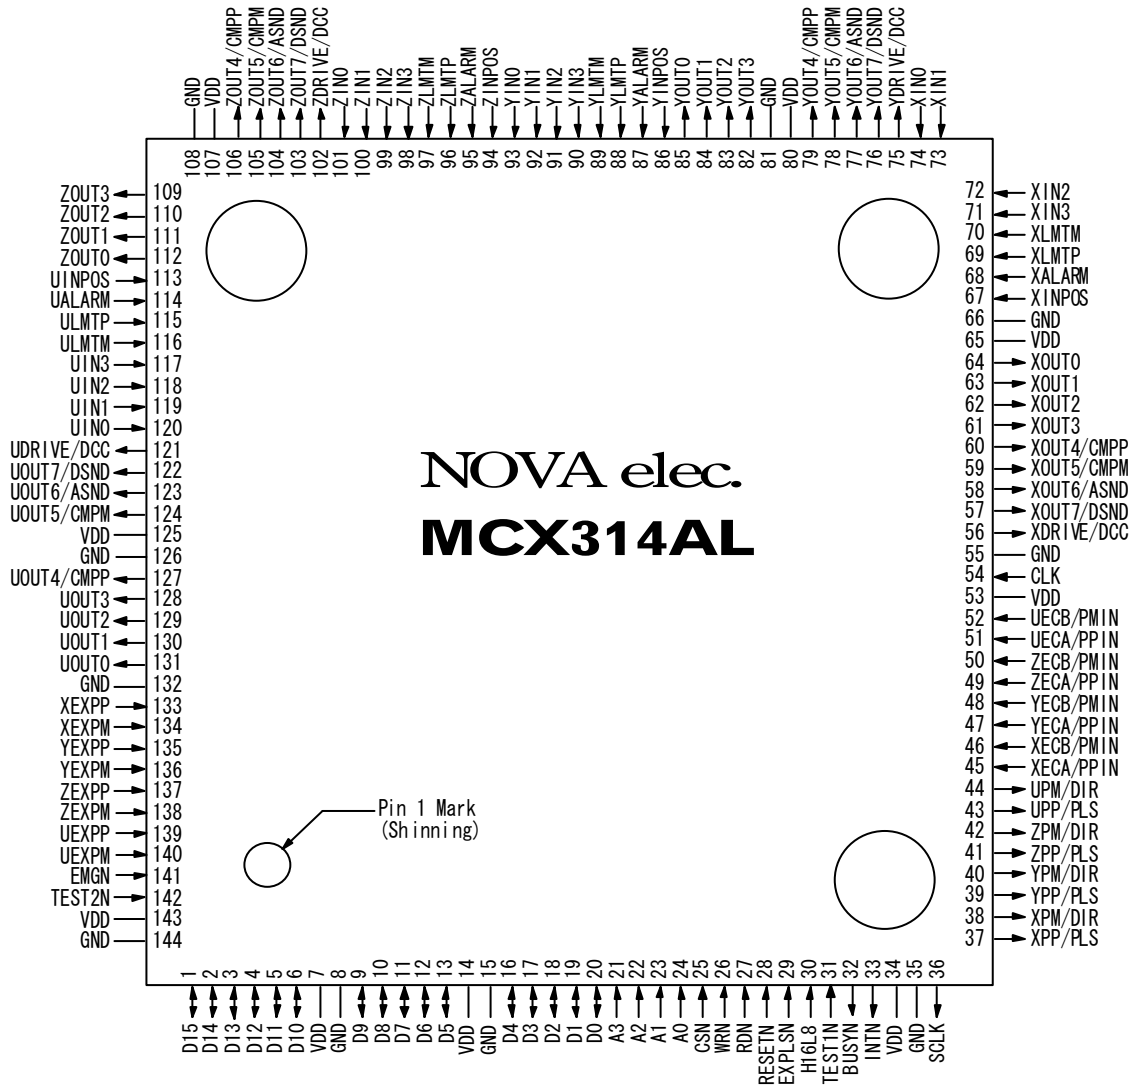 GND
VDD
ZOUT4/CMPP
ZOUT5/CMPM
ZOUT6/ASND
ZOUT7/DSND
ZDRIVE/DCC
ZIN0
ZIN1
ZIN2
ZIN3
ZLMTM
ZLMTP
ZALARM
ZINPOS
YIN0
YIN1
YIN2
YIN3
YLMTM
YLMTP
YALARM
YINPOS
YOUT0
YOUT1
YOUT2
YOUT3
GND
VDD
YOUT4/CMPP
YOUT5/CMPM
YOUT6/ASND
YOUT7/DSND
YDRIVE/DCC
XIN0
XIN1
108
107
106
105
104
103
102
101
100
99
98
97
96
95
94
93
92
91
90
89
88
87
86
85
84
83
82
81
80
79
78
77
76
75
74
73
ZOUT3 109
ZOUT2 110
ZOUT1 111
ZOUT0 112
UINPOS 113
UALARM 114
ULMTP 115
ULMTM 116
UIN3 117
UIN2 118
UIN1 119
UIN0 120
UDRIVE/DCC 121
UOUT7/DSND 122
UOUT6/ASND 123
UOUT5/CMPM 124
VDD 125
GND 126
UOUT4/CMPP 127
UOUT3 128
UOUT2 129
UOUT1 130
UOUT0 131
GND 132
XEXPP 133
XEXPM 134
YEXPP 135
YEXPM 136
ZEXPP 137
ZEXPM 138
UEXPP 139
UEXPM 140
EMGN 141
TEST2N 142
VDD 143
GND 144
NOVA elec.
MCX314AL
Pin 1 Mark
(Shinning)
72 XIN2
71 XIN3
70 XLMTM
69 XLMTP
68 XALARM
67 XINPOS
66 GND
65 VDD
64 XOUT0
63 XOUT1
62 XOUT2
61 XOUT3
60 XOUT4/CMPP
59 XOUT5/CMPM
58 XOUT6/ASND
57 XOUT7/DSND
56 XDRIVE/DCC
55 GND
54 CLK
53 VDD
52 UECB/PMIN
51 UECA/PPIN
50 ZECB/PMIN
49 ZECA/PPIN
48 YECB/PMIN
47 YECA/PPIN
46 XECB/PMIN
45 XECA/PPIN
44 UPM/DIR
43 UPP/PLS
42 ZPM/DIR
41 ZPP/PLS
40 YPM/DIR
39 YPP/PLS
38 XPM/DIR
37 XPP/PLS
1
2
3
4
5
6
7
8
9
10
11
12
13
14
15
16
17
18
19
20
21
22
23
24
25
26
27
28
29
30
31
32
33
34
35
36
D15
D14
D13
D12
D11
D10
VDD
GND
D9
D8
D7
D6
D5
VDD
GND
D4
D3
D2
D1
D0
A3
A2
A1
A0
CSN
WRN
RDN
RESETN
EXPLSN
H16L8
TEST1N
BUSYN
INTN
VDD
GND
SCLK